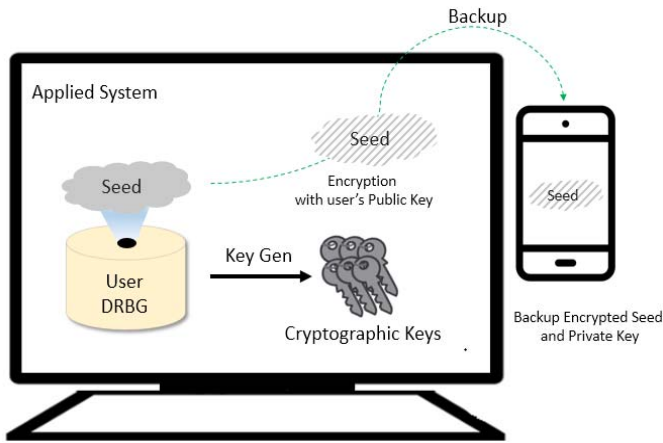 Backup
Applied System
Seed
Seed
Encryption
with user's Public Key
Seed
User
DRBG
Key Gen
Cryptographic Keys
Backup Encrypted Seed
and Private Key